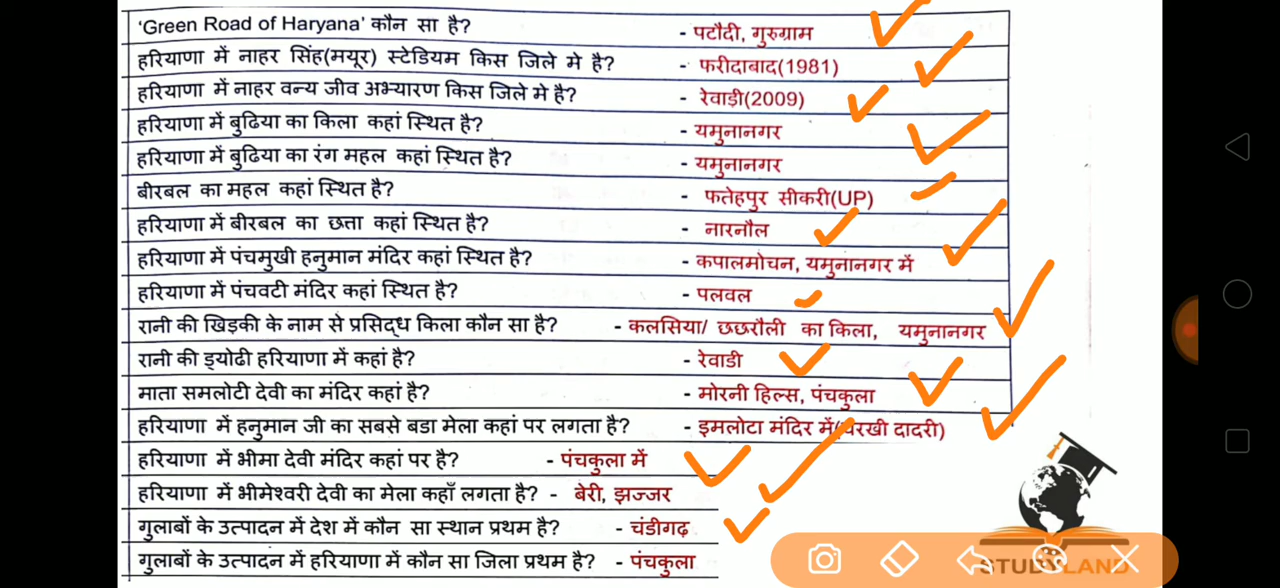 'Green Road of Haryana' कौन सा है? - पटौदी, गुरुग्राम
हरियाणा में नाहर सिंह(मयूर) स्टेडियम किस जिले मे है? - फरीदाबाद(1981)
हरियाणा में नाहर वन्य जीव अभ्यारण किस जिले मे है? - रेवाड़ी(2009)
हरियाणा में बुढिया का किला कहां स्थित है? - यमुनानगर
हरियाणा में बुढिया का रंग महल कहां स्थित है? - यमुनानगर
बीरबल का महल कहां स्थित है? - फतेहपुर सीकरी(UP)
हरियाणा में बीरबल का छत्ता कहां स्थित है? - नारनौल
हरियाणा में पंचमुखी हनुमान मंदिर कहां स्थित है? - कपालमोचन, यमुनानगर में
हरियाणा में पंचवटी मंदिर कहां स्थित है? - पलवल
रानी की खिड़की के नाम से प्रसिद्ध किला कौन सा है? - कलसिया/ छछरौली का किला, यमुनानगर
रानी की ड्योढी हरियाणा में कहां है? - रेवाडी
माता समलोटी देवी का मंदिर कहां है? - मोरनी हिल्स, पंचकुला
हरियाणा में हनुमान जी का सबसे बडा मेला कहां पर लगता है? - इमलोटा मंदिर में(चरखी दादरी)
हरियाणा में भीमा देवी मंदिर कहां पर है? - पंचकुला में
हरियाणा में भीमेश्वरी देवी का मेला कहाँ लगता है? - बेरी, झज्जर
गुलाबों के उत्पादन में देश में कौन सा स्थान प्रथम है? - चंडीगढ़
गुलाबों के उत्पादन में हरियाणा में कौन सा जिला प्रथम है? - पंचकुला
STUDYLAND